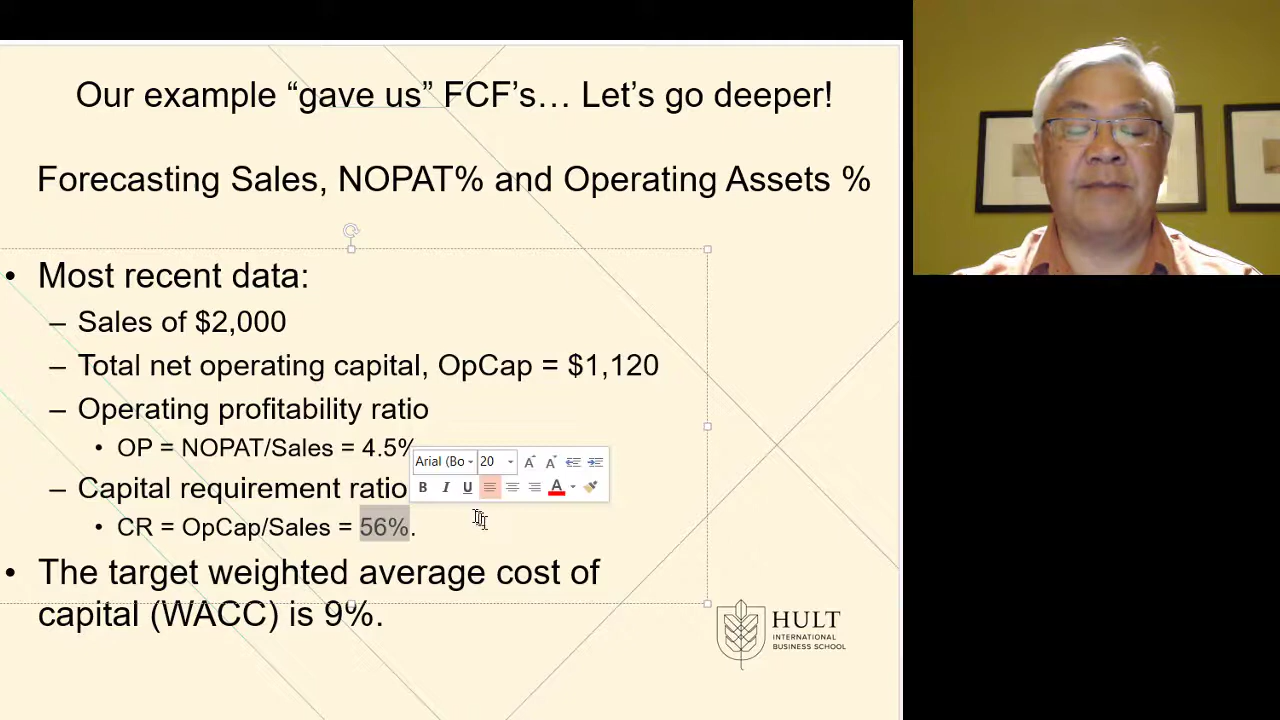 Our example “gave us” FCF’s… Let’s go deeper!
Forecasting Sales, NOPAT% and Operating Assets %
• Most recent data:
– Sales of $2,000
– Total net operating capital, OpCap = $1,120
– Operating profitability ratio
• OP = NOPAT/Sales = 4.5%
Arial (Bo 20 A A
B I U A
– Capital requirement ratio
• CR = OpCap/Sales = 56%.
• The target weighted average cost of
capital (WACC) is 9%.
HULT
INTERNATIONAL
BUSINESS SCHOOL